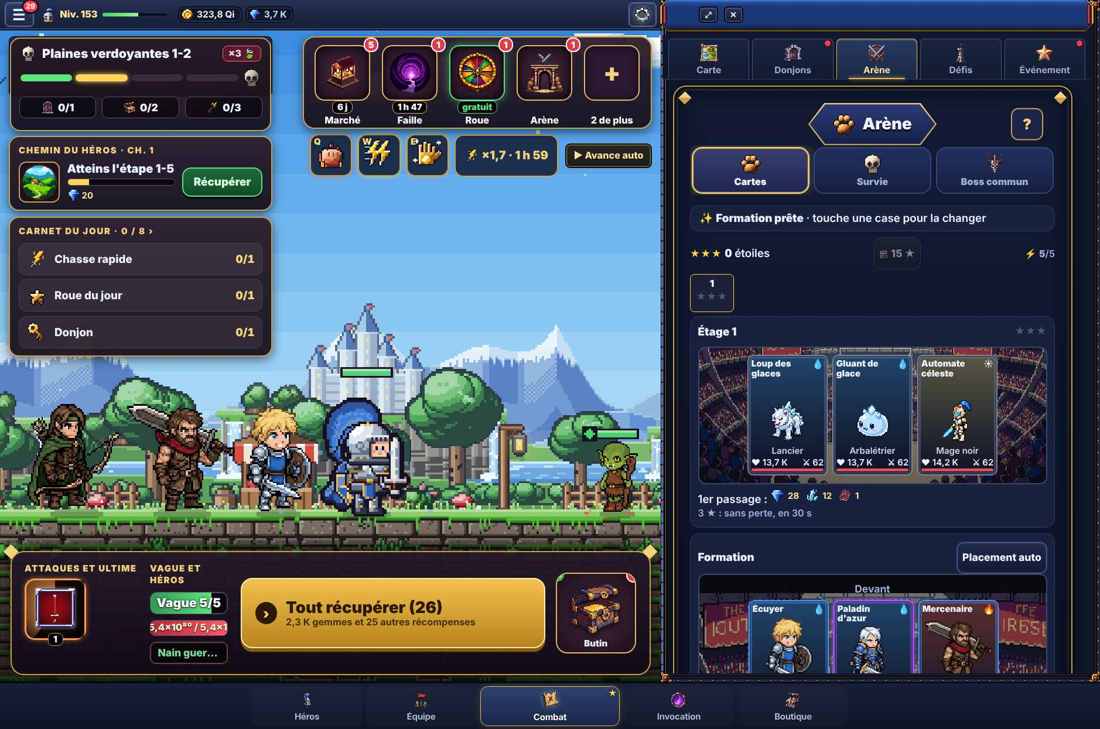 29
Niv. 153
323,8 Qi
3,7 K
Plaines verdoyantes 1-2
×3
0/1
0/2
0/3
CHEMIN DU HÉROS · CH. 1
Atteins l'étape 1-5
20
Récupérer
CARNET DU JOUR · 0 / 8 ›
Chasse rapide
0/1
Roue du jour
0/1
Donjon
0/1
5
1
1
1
6 j
1 h 47
gratuit
Marché
Faille
Roue
Arène
2 de plus
Q
W
E
×1,7 · 1 h 59
Avance auto
ATTAQUES ET ULTIME
1
VAGUE ET HÉROS
Vague 5/5
Nain guer...
Tout récupérer (26)
2,3 K gemmes et 25 autres récompenses
Butin
Héros
Équipe
Combat
Invocation
Boutique
Carte
Donjons
Arène
Défis
Événement
Arène
?
Cartes
Survie
Boss commun
Formation prête · touche une case pour la changer
0 étoiles
15 ★
5/5
1
Étage 1
Loup des glaces
Gluant de glace
Automate céleste
Lancier
Arbalétrier
Mage noir
13,7 K
62
13,7 K
62
14,2 K
62
1er passage :
28
12
1
3 ★ : sans perte, en 30 s
Formation
Placement auto
Devant
Écuyer
Paladin d'azur
Mercenaire